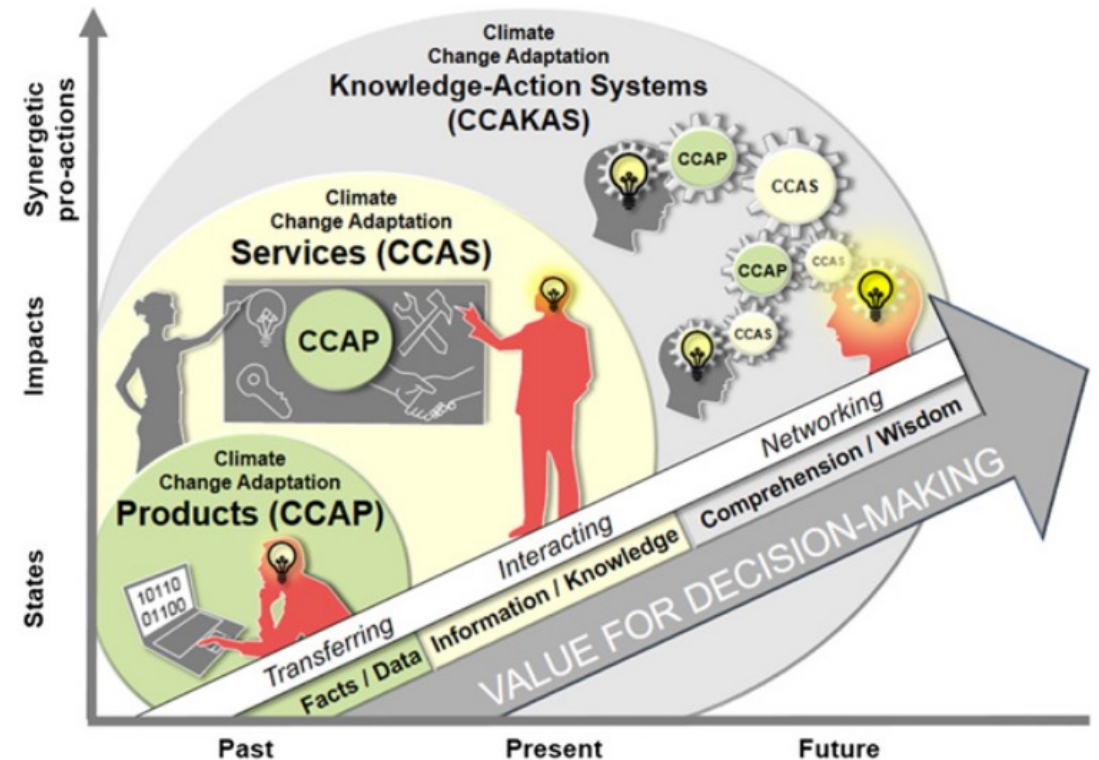 Climate
Change Adaptation
Knowledge-Action Systems
(CCAKAS)
Synergetic
pro-actions
CCAP
CCAS
Climate
Change Adaptation
Services (CCAS)
CCAP
CCAS
CCAP
CCAS
Impacts
Networking
Comprehension / Wisdom
Climate
Change Adaptation
Products (CCAP)
Interacting
Information / Knowledge
VALUE FOR DECISION-MAKING
States
10110
01100
Transferring
Facts / Data
Past
Present
Future